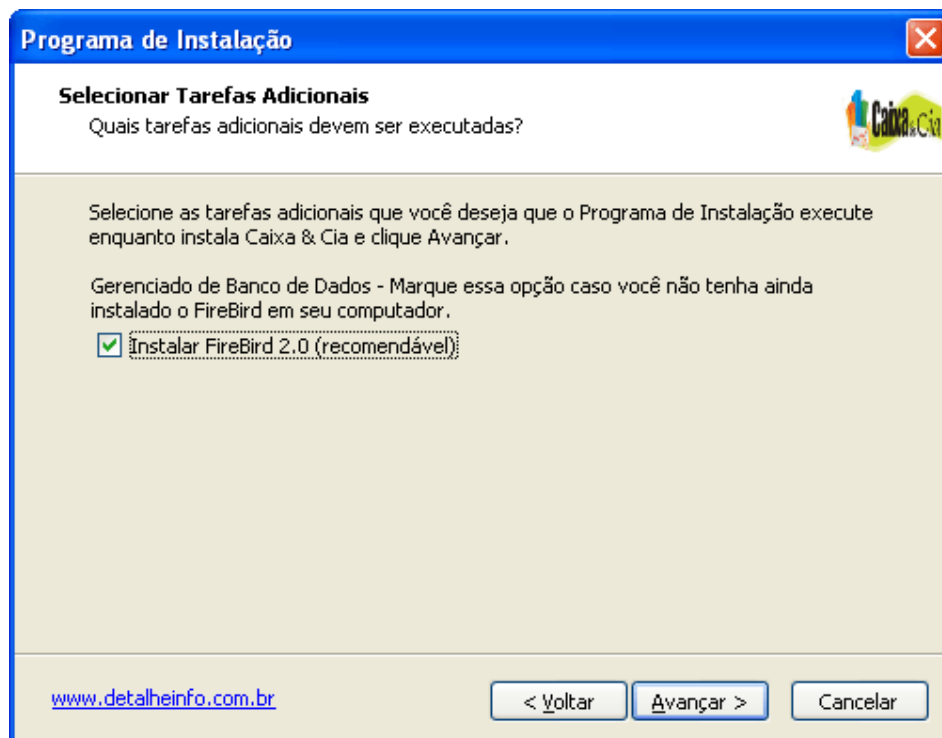 Programa de Instalação
Selecionar Tarefas Adicionais
Quais tarefas adicionais devem ser executadas?
Caixa & Cia
Selecione as tarefas adicionais que você deseja que o Programa de Instalação execute
enquanto instala Caixa & Cia e clique Avançar.
Gerenciado de Banco de Dados - Marque essa opção caso você não tenha ainda
instalado o FireBird em seu computador.
Instalar FireBird 2.0 (recomendável)
www.detalheinfo.com.br
< Voltar
Avançar >
Cancelar